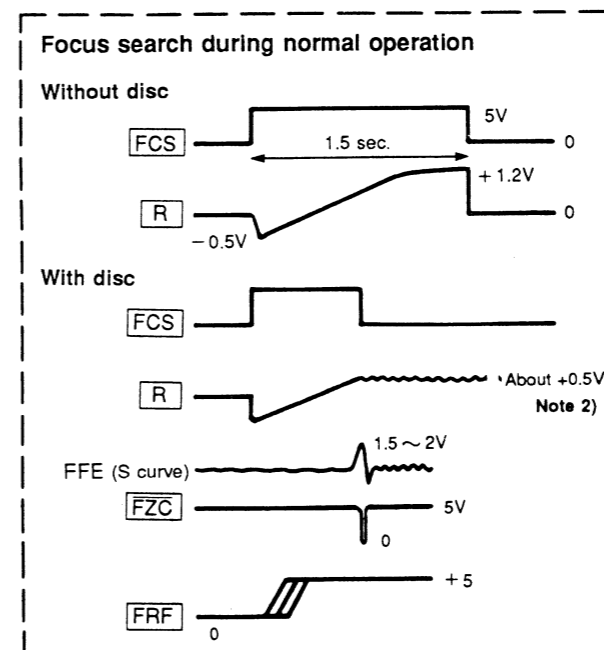 Focus search during normal operation
Without disc
FCS
5V
0
1.5 sec.
R
−0.5V
+1.2V
0
With disc
FCS
R
About +0.5V
Note 2)
FFE (S curve)
1.5～2V
F̅Z̅C̅
5V
0
FRF
0
+5